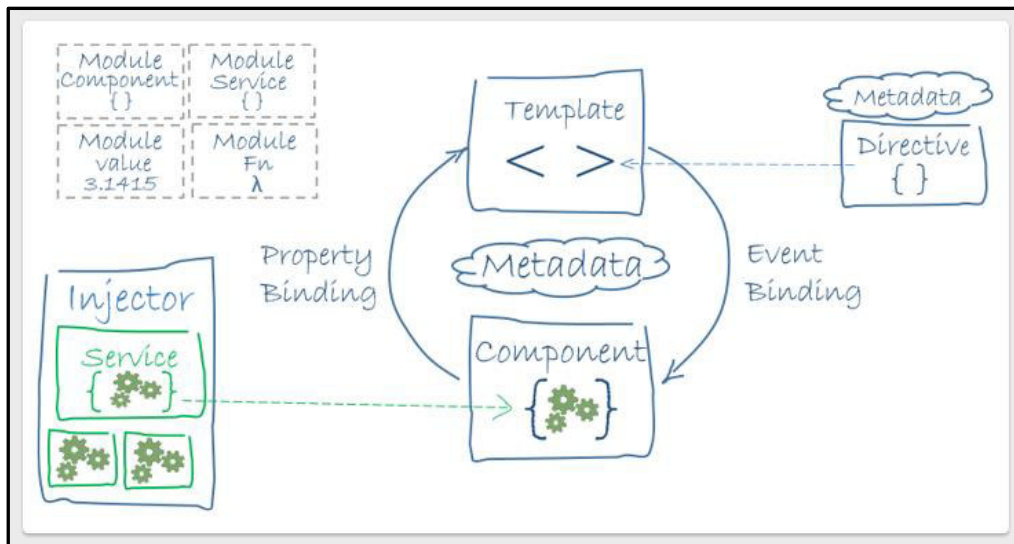 Module
Component
{ }
Module
Service
{ }
Module
value
3.1415
Module
Fn
λ
Template
< >
Metadata
Directive
{ }
Property
Binding
Metadata
Event
Binding
Injector
Service
{ }
Component
{ }